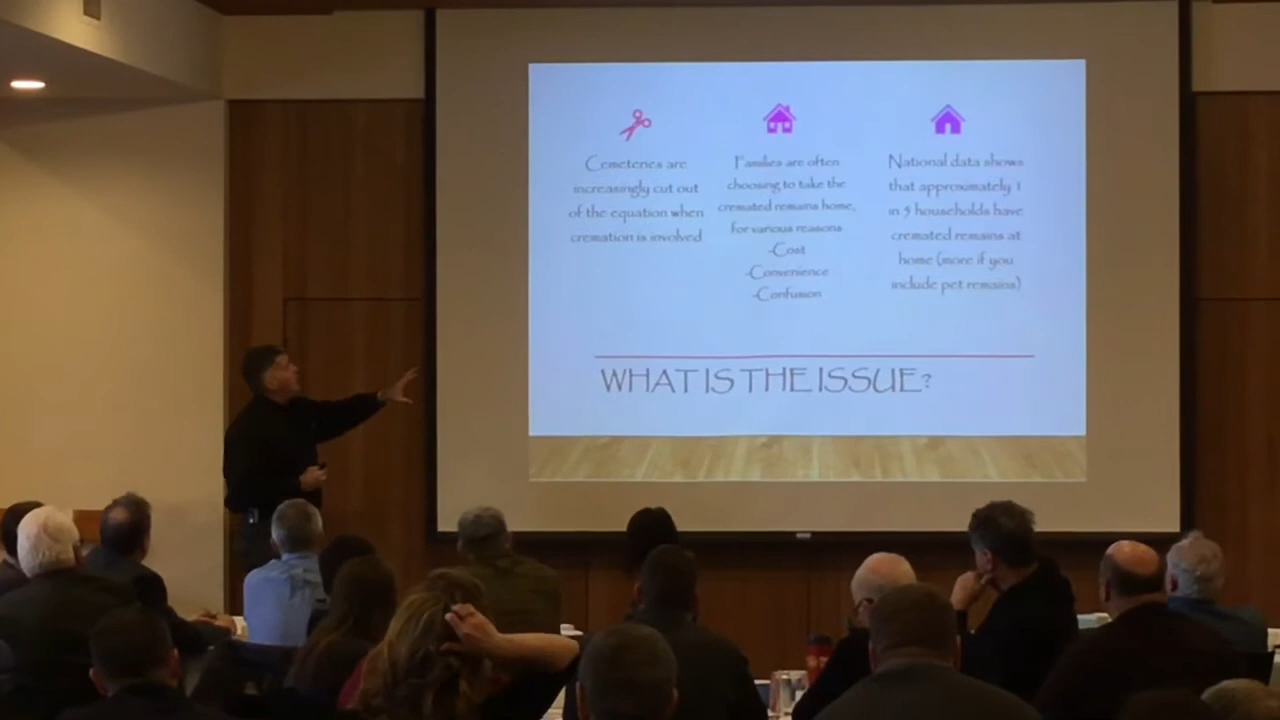 Cemeteries are
increasingly cut out
of the equation when
cremation is involved
Families are often
choosing to take the
cremated remains home,
for various reasons
-Cost
-Convenience
-Confusion
National data shows
that approximately 1
in 5 households have
cremated remains at
home (more if you
include pet remains)
WHAT IS THE ISSUE?